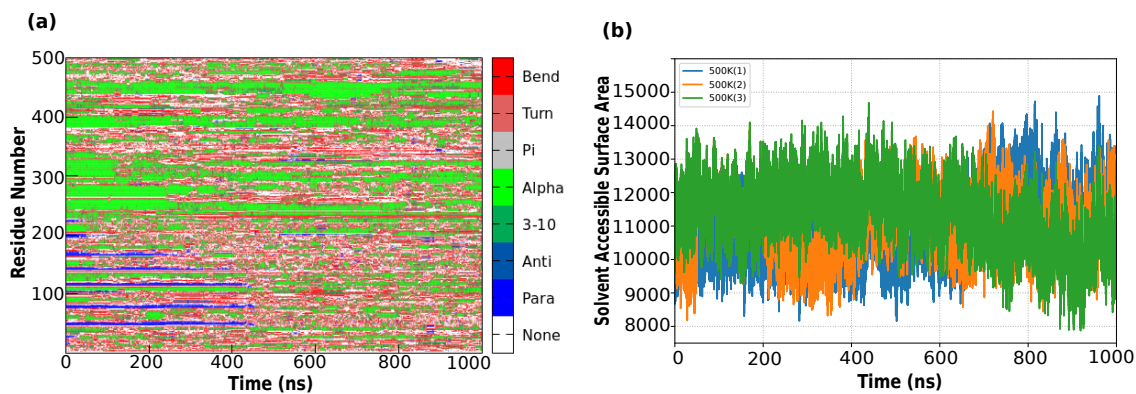 (a)
500
400
300
200
100
0
200
400
600
800
1000
Residue Number
Time (ns)
Bend
Turn
Pi
Alpha
3-10
Anti
Para
None
(b)
500K(1)
500K(2)
500K(3)
15000
14000
13000
12000
11000
10000
9000
8000
0
200
400
600
800
1000
Solvent Accessible Surface Area
Time (ns)